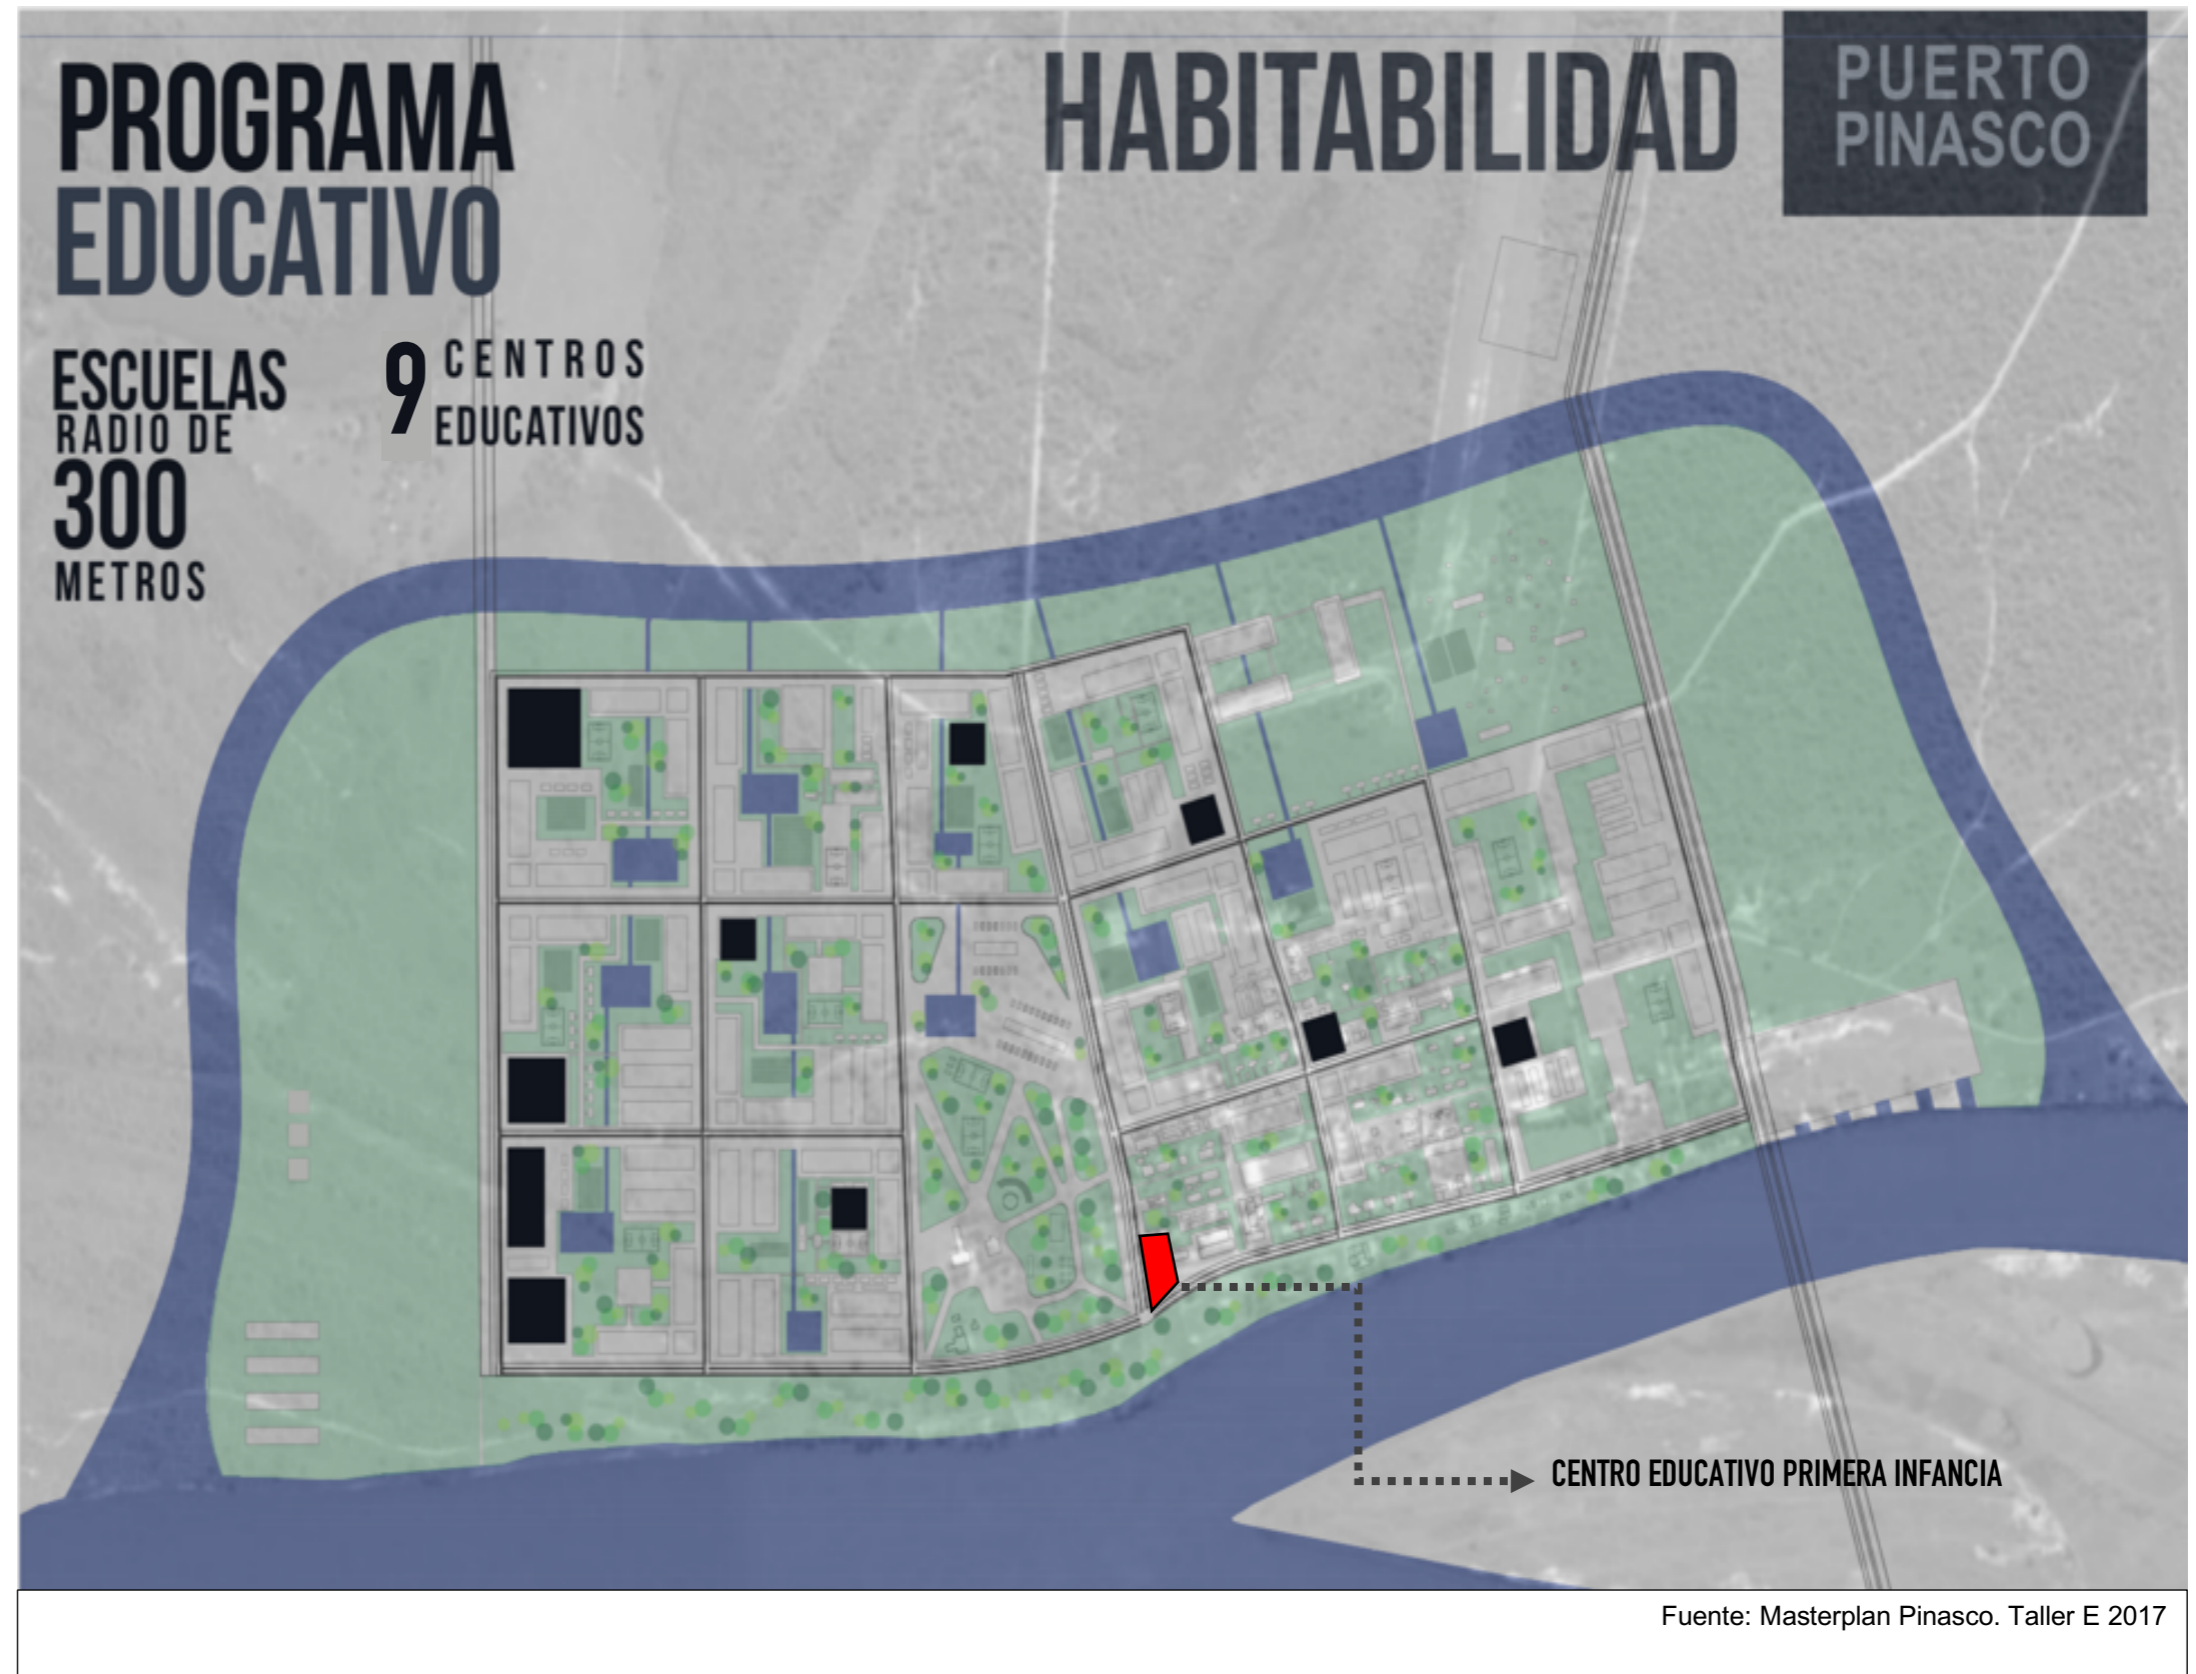 PROGRAMA
EDUCATIVO
HABITABILIDAD
PUERTO
PINASCO
ESCUELAS
RADIO DE
300
METROS
9 CENTROS
EDUCATIVOS
CENTRO EDUCATIVO PRIMERA INFANCIA
Fuente: Masterplan Pinasco. Taller E 2017